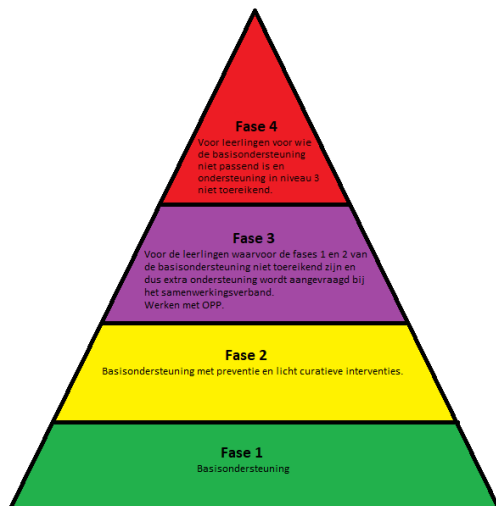 Fase 4
Voor leerlingen voor wie
de basisondersteuning
niet passend is en
ondersteuning in niveau 3
niet toereikend.
Fase 3
Voor de leerlingen waarvoor de fases 1 en 2 van
de basisondersteuning niet toereikend zijn en
dus extra ondersteuning wordt aangevraagd bij
het samenwerkingsverband.
Werken met OPP.
Fase 2
Basisondersteuning met preventie en licht curatieve interventies.
Fase 1
Basisondersteuning